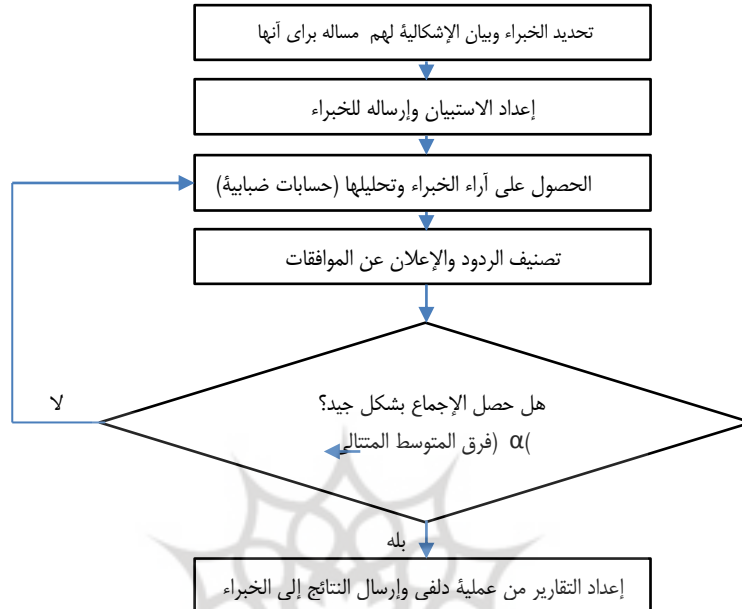 تحديد الخبراء وبيان الإشكالية لهم مساله براى آنها
إعداد الاستبيان وإرساله للخبراء
الحصول على آراء الخبراء وتحليلها (حسابات ضبابية)
تصنيف الردود والإعلان عن الموافقات
هل حصل الإجماع بشكل جيد؟
)α (فرق المتوسط المتتالي
لا
بله
إعداد التقارير من عملية دلفي وإرسال النتائج إلى الخبراء